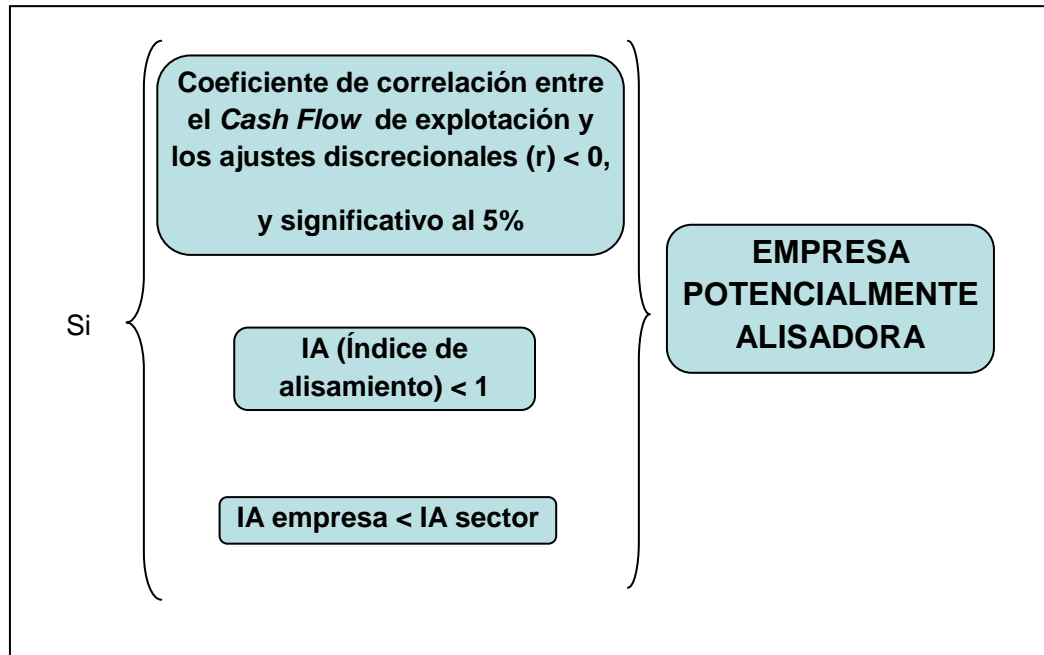 Coeficiente de correlación entre
el Cash Flow de explotación y
los ajustes discrecionales (r) < 0,
y significativo al 5%
Si
IA (Índice de
alisamiento) < 1
IA empresa < IA sector
EMPRESA
POTENCIALMENTE
ALISADORA